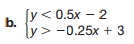 b. { y < 0.5x − 2
y > −0.25x + 3